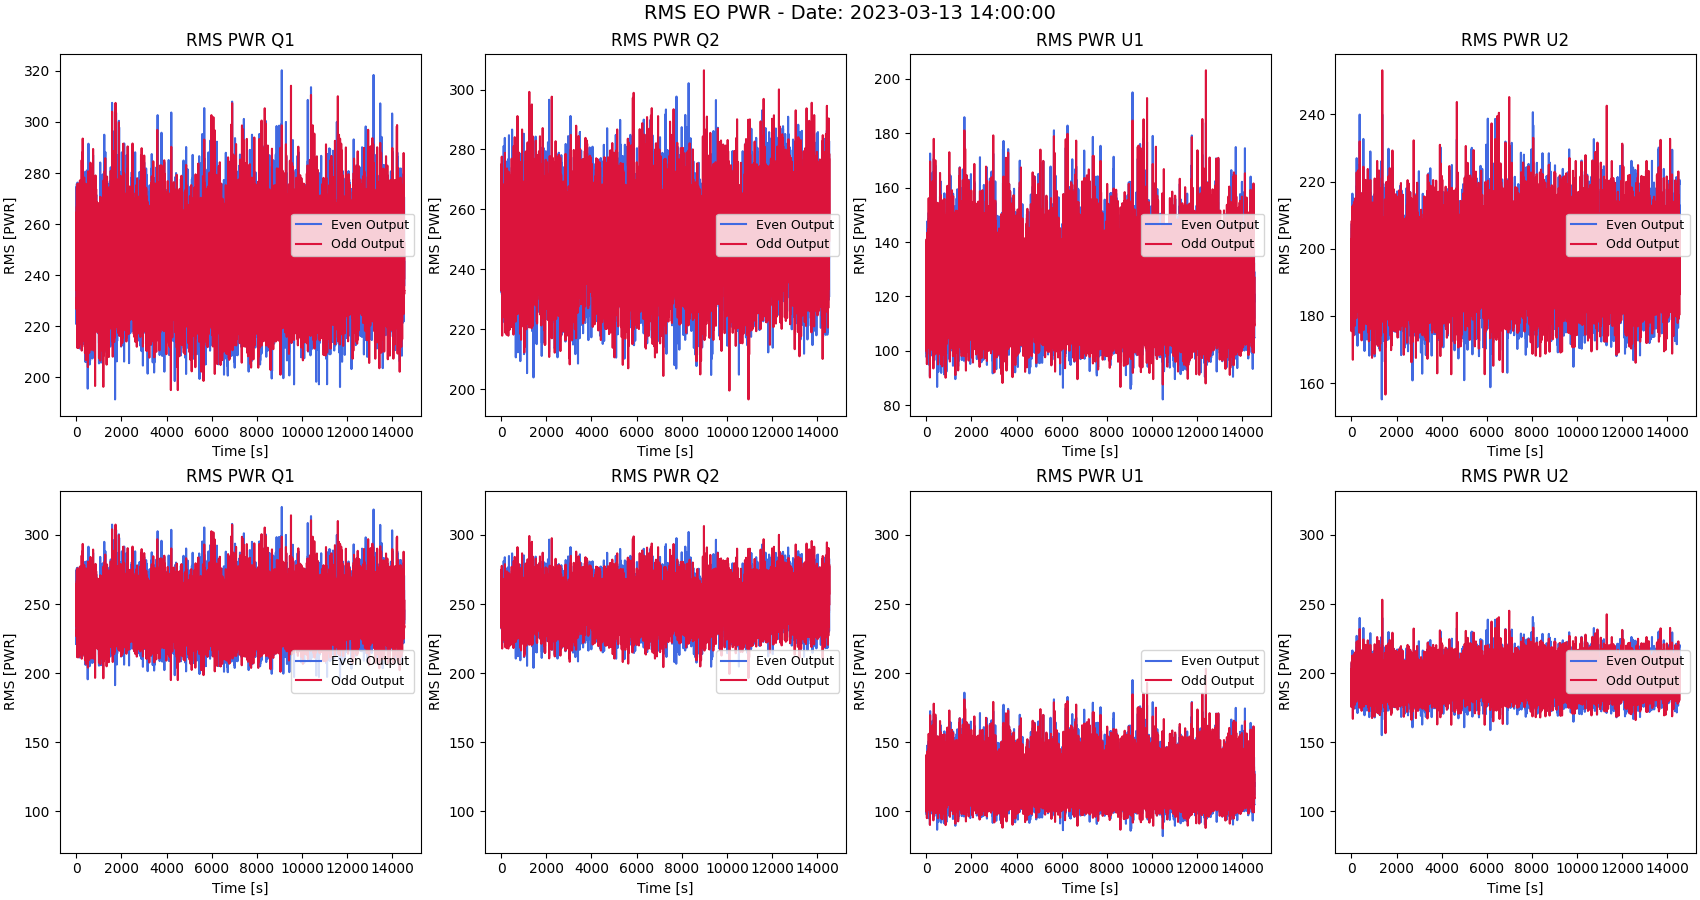 RMS EO PWR - Date: 2023-03-13 14:00:00
RMS PWR Q1
RMS PWR Q2
RMS PWR U1
RMS PWR U2
RMS [PWR]
320
300
280
260
240
220
200
Even Output
Odd Output
0 2000 4000 6000 8000 10000 12000 14000
Time [s]
RMS [PWR]
300
280
260
240
220
200
Even Output
Odd Output
0 2000 4000 6000 8000 10000 12000 14000
Time [s]
RMS [PWR]
200
180
160
140
120
100
80
Even Output
Odd Output
0 2000 4000 6000 8000 10000 12000 14000
Time [s]
RMS [PWR]
240
220
200
180
160
Even Output
Odd Output
0 2000 4000 6000 8000 10000 12000 14000
Time [s]
RMS PWR Q1
RMS PWR Q2
RMS PWR U1
RMS PWR U2
RMS [PWR]
300
250
200
150
100
Even Output
Odd Output
0 2000 4000 6000 8000 10000 12000 14000
Time [s]
RMS [PWR]
300
250
200
150
100
Even Output
Odd Output
0 2000 4000 6000 8000 10000 12000 14000
Time [s]
RMS [PWR]
300
250
200
150
100
Even Output
Odd Output
0 2000 4000 6000 8000 10000 12000 14000
Time [s]
RMS [PWR]
300
250
200
150
100
Even Output
Odd Output
0 2000 4000 6000 8000 10000 12000 14000
Time [s]